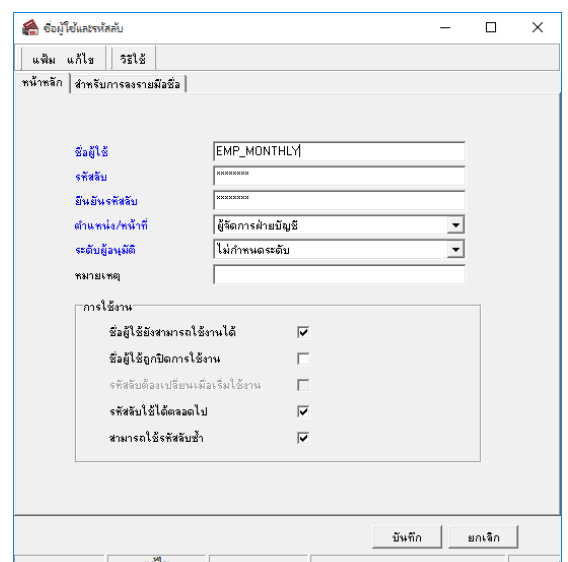 ชื่อผู้ใช้และรหัสลับ
แฟ้ม แก้ไข วิธีใช้
หน้าหลัก สำหรับการลงรายมือชื่อ
ชื่อผู้ใช้ EMP_MONTHLY
รหัสลับ ********
ยืนยันรหัสลับ ********
ตำแหน่ง/หน้าที่ ผู้จัดการฝ่ายบัญชี
ระดับผู้อนุมัติ ไม่กำหนดระดับ
หมายเหตุ
การใช้งาน
ชื่อผู้ใช้ยังสามารถใช้งานได้
ชื่อผู้ใช้ถูกปิดการใช้งาน
รหัสลับต้องเปลี่ยนเมื่อเริ่มใช้งาน
รหัสลับใช้ได้ตลอดไป
สามารถใช้รหัสลับซ้ำ
บันทึก ยกเลิก